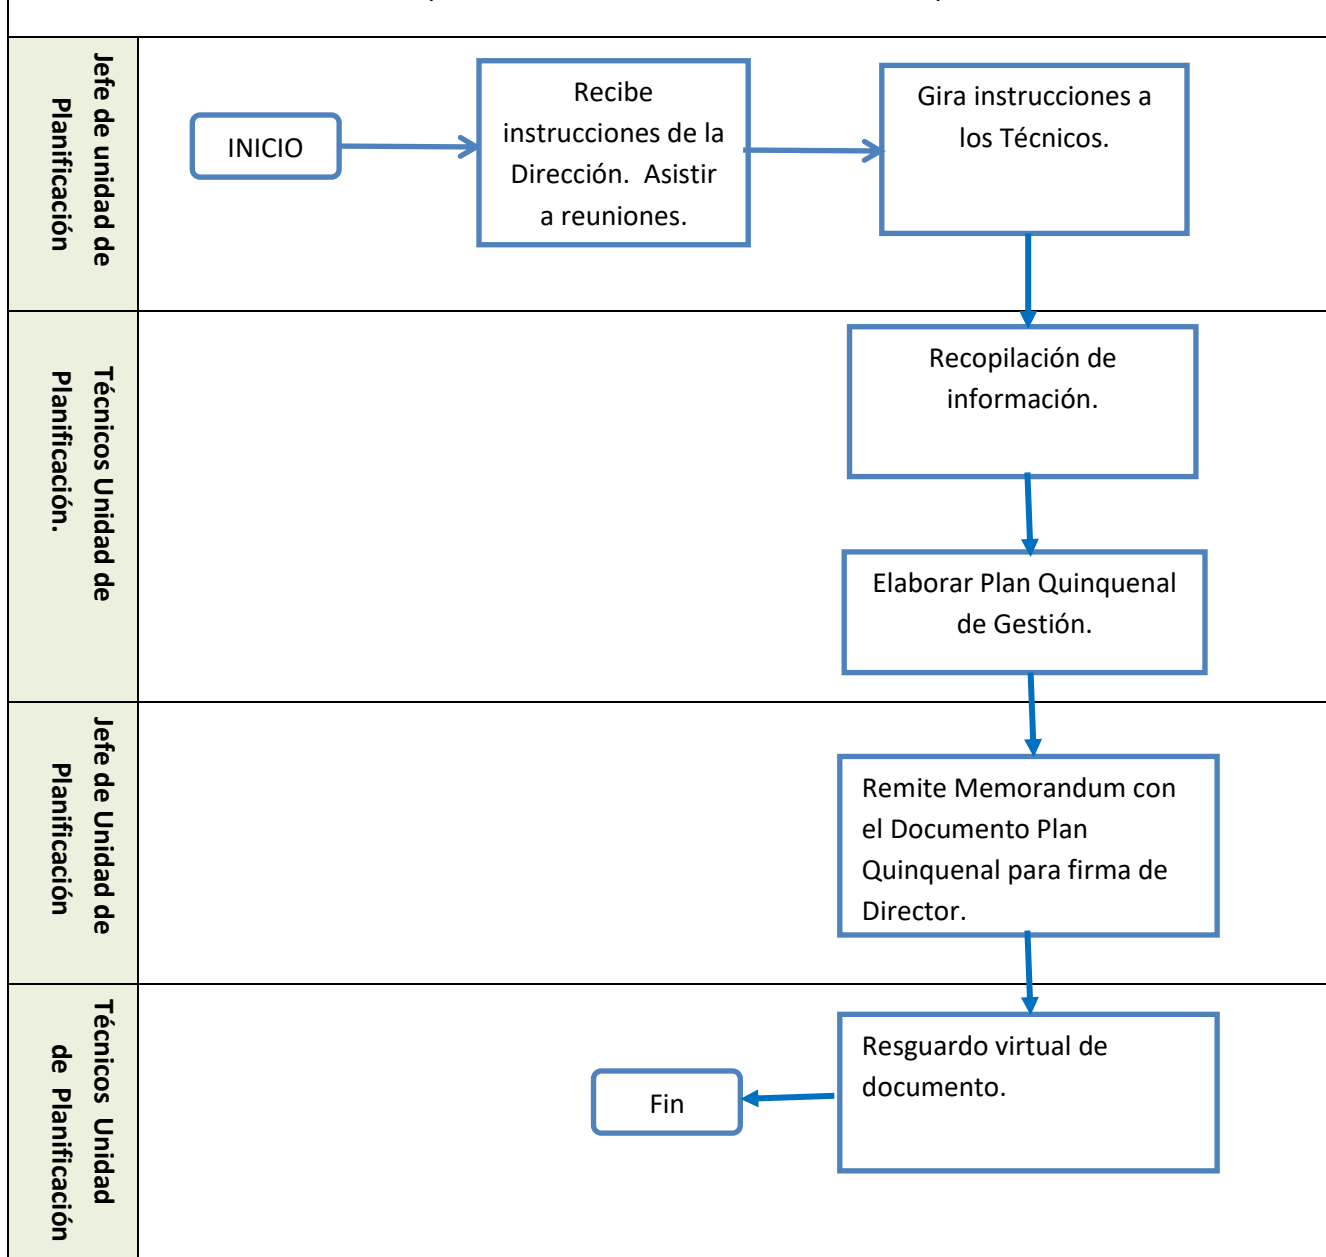 Jefe de unidad de
Planificación
INICIO
Recibe
instrucciones de la
Dirección.  Asistir
a reuniones.
Gira instrucciones a
los Técnicos.
Técnicos Unidad de
Planificación.
Recopilación de
información.
Elaborar Plan Quinquenal
de Gestión.
Jefe de Unidad de
Planificación
Remite Memorandum con
el Documento Plan
Quinquenal para firma de
Director.
Técnicos  Unidad
de  Planificación
Resguardo virtual de
documento.
Fin